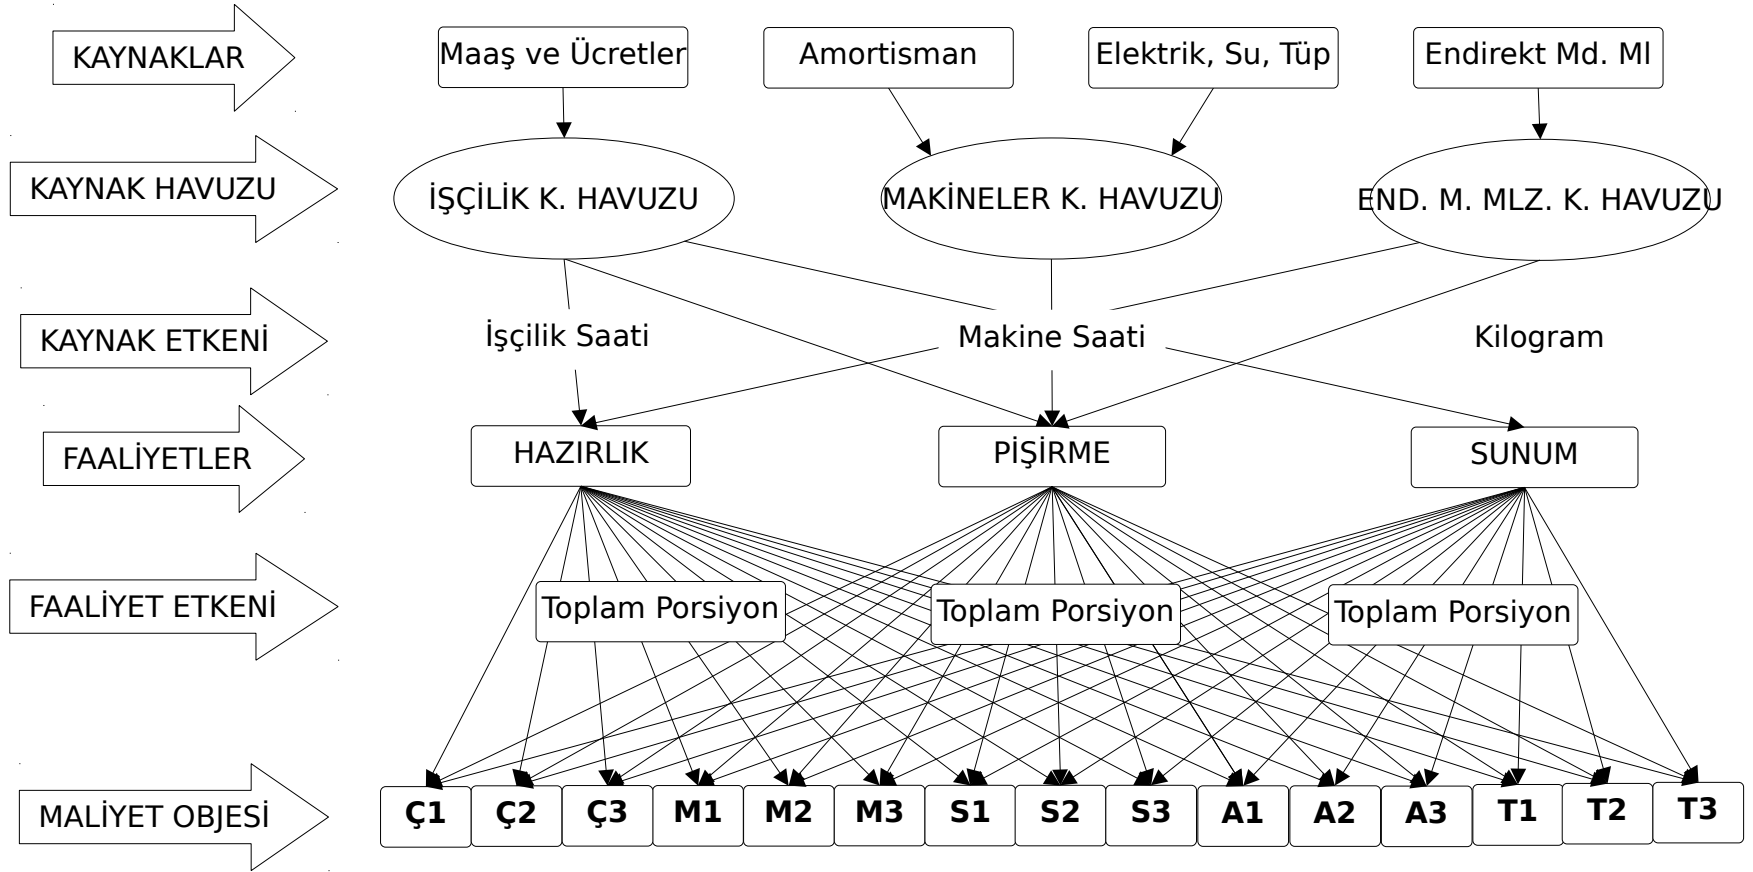 KAYNAKLAR
Maaş ve Ücretler
Amortisman
Elektrik, Su, Tüp
Endirekt Md. Ml
KAYNAK HAVUZU
İŞÇİLİK K. HAVUZU
MAKİNELER K. HAVUZU
END. M. MLZ. K. HAVUZU
KAYNAK ETKENİ
İşçilik Saati
Makine Saati
Kilogram
FAALİYETLER
HAZIRLIK
PİŞİRME
SUNUM
FAALİYET ETKENİ
Toplam Porsiyon
Toplam Porsiyon
Toplam Porsiyon
MALİYET OBJESİ
Ç1
Ç2
Ç3
M1
M2
M3
S1
S2
S3
A1
A2
A3
T1
T2
T3